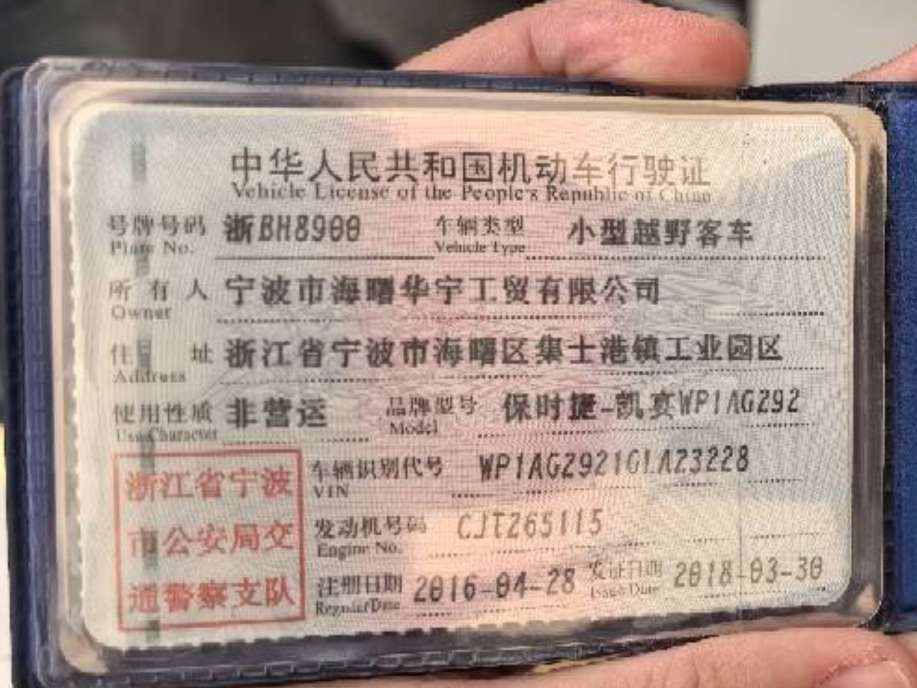 中华人民共和国机动车行驶证
Vehicle License of the People's Republic of China
号牌号码 浙BH8900 车辆类型 小型越野客车
Plate No. Vehicle Type
所有人 宁波市海曙华宇工贸有限公司
Owner
住址 浙江省宁波市海曙区集士港镇工业园区
Address
使用性质 非营运 品牌型号 保时捷-凯宴WP1AG292
Use Character Model
浙江省宁波 车辆识别代号 WP1AG2921GLA23228
VIN
市公安局交 发动机号码 CJT265115
Engine No.
通警察支队 注册日期 2016-04-28 发证日期 2018-03-30
Register Date Issue Date